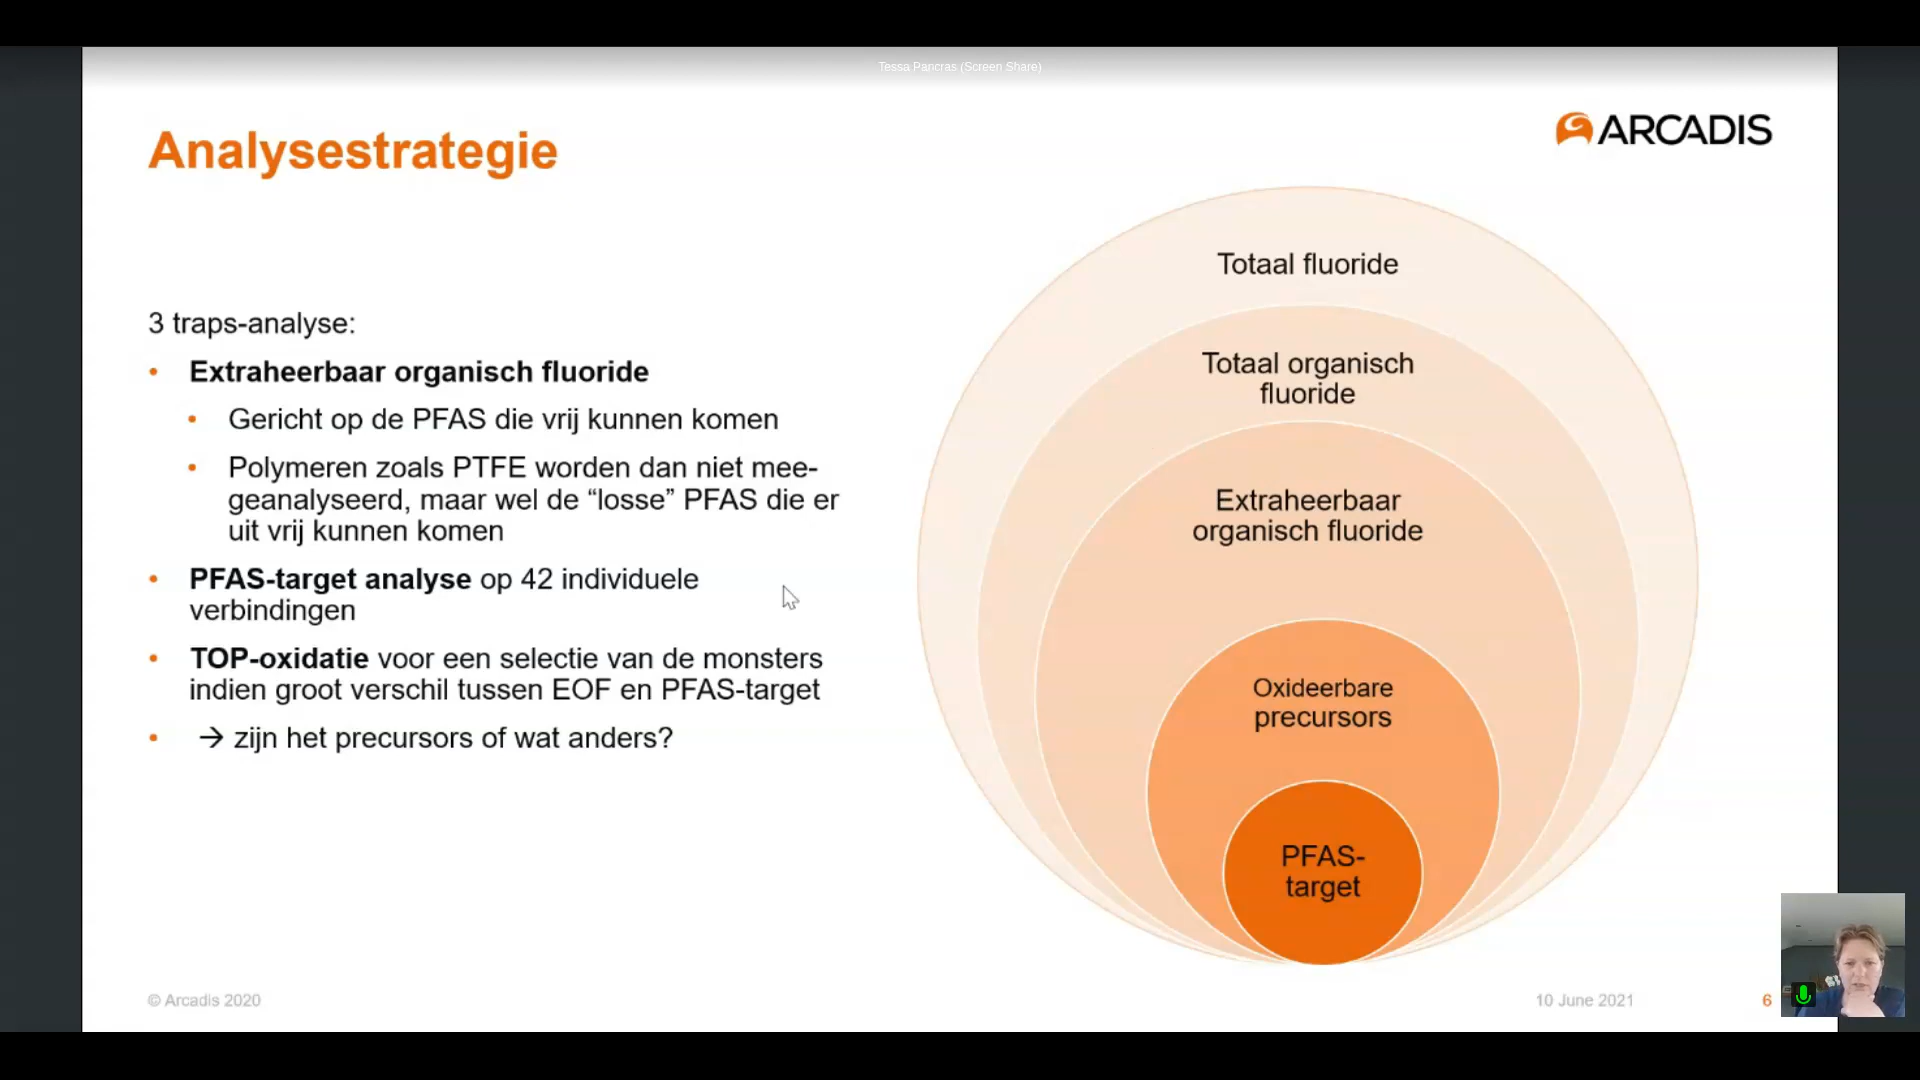 Tessa Pancras (Screen Share)
Analysestrategie
ARCADIS
3 traps-analyse:
• Extraheerbaar organisch fluoride
• Gericht op de PFAS die vrij kunnen komen
• Polymeren zoals PTFE worden dan niet mee-
geanalyseerd, maar wel de “losse” PFAS die er
uit vrij kunnen komen
• PFAS-target analyse op 42 individuele
verbindingen
• TOP-oxidatie voor een selectie van de monsters
indien groot verschil tussen EOF en PFAS-target
• → zijn het precursors of wat anders?
Totaal fluoride
Totaal organisch
fluoride
Extraheerbaar
organisch fluoride
Oxideerbare
precursors
PFAS-
target
© Arcadis 2020
10 June 2021
6